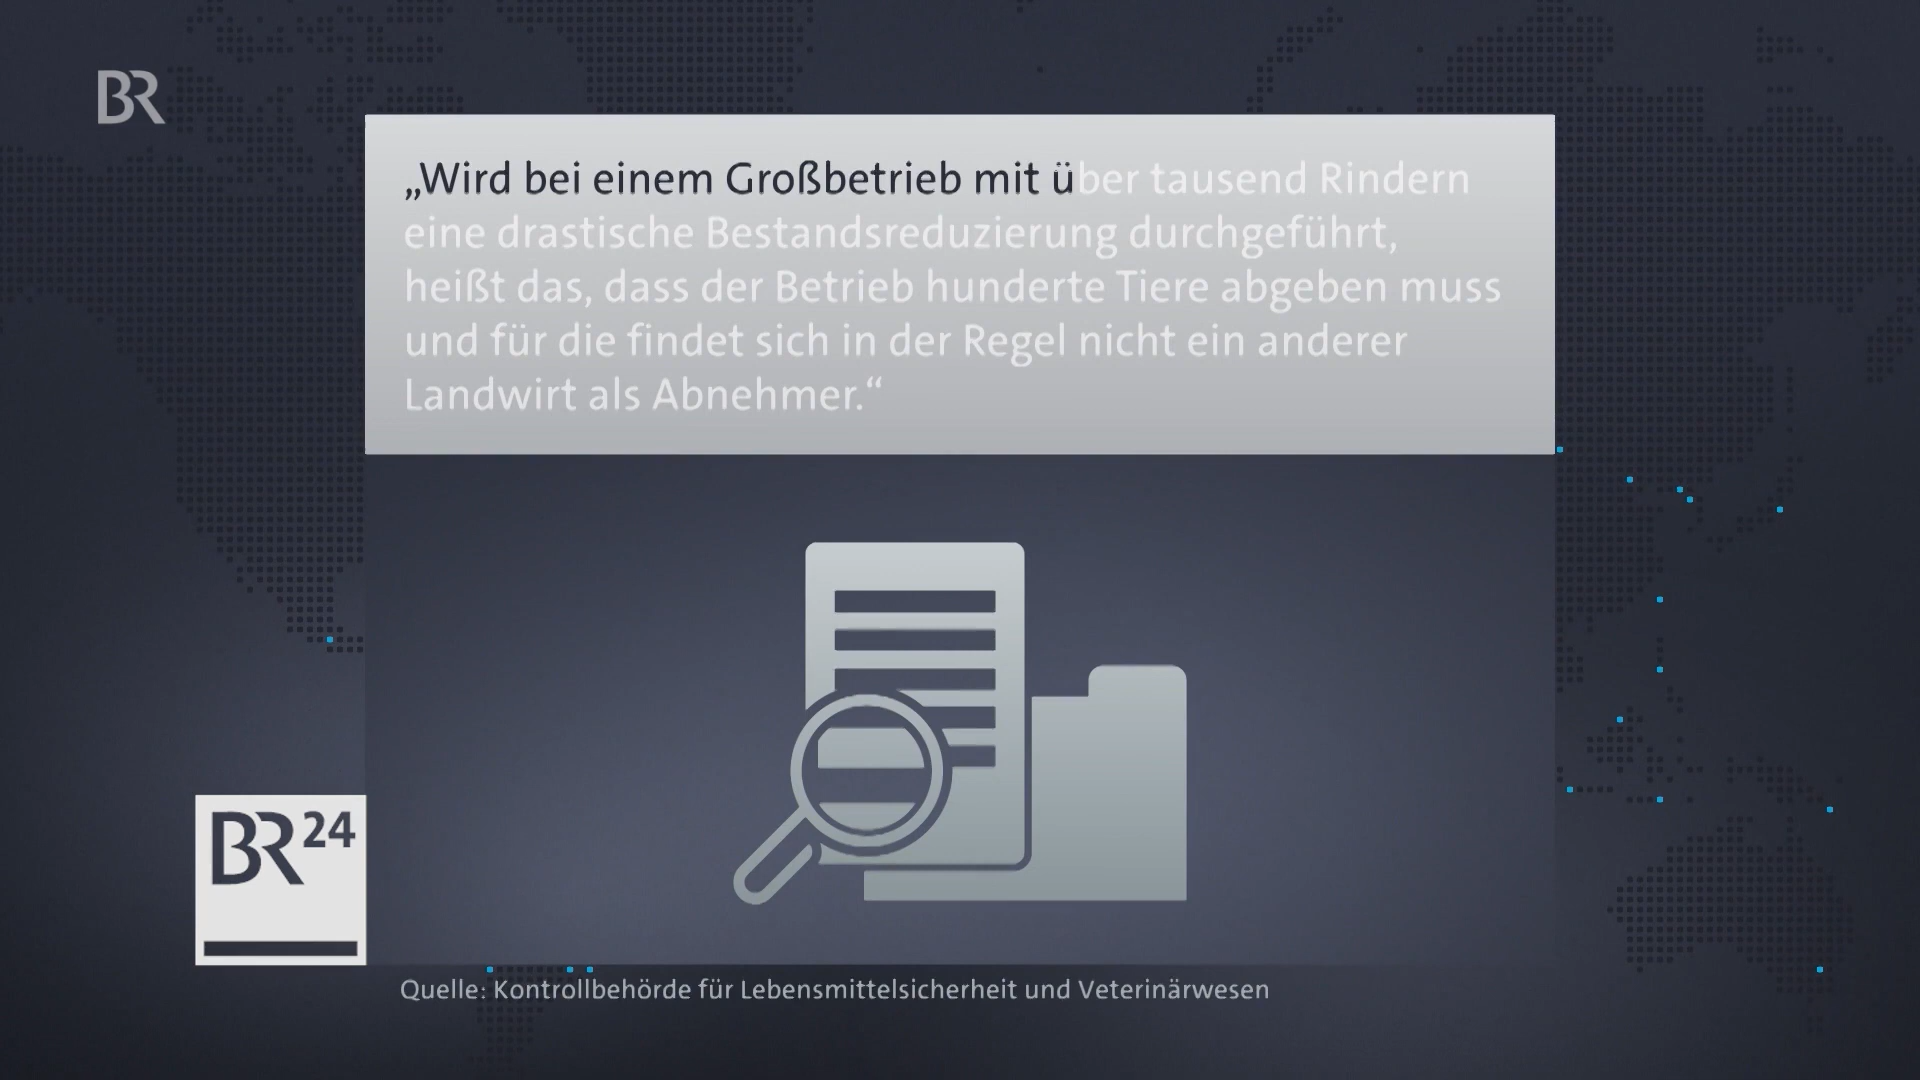 BR
„Wird bei einem Großbetrieb mit über tausend Rindern
eine drastische Bestandsreduzierung durchgeführt,
heißt das, dass der Betrieb hunderte Tiere abgeben muss
und für die findet sich in der Regel nicht ein anderer
Landwirt als Abnehmer.“
BR24
Quelle: Kontrollbehörde für Lebensmittelsicherheit und Veterinärwesen